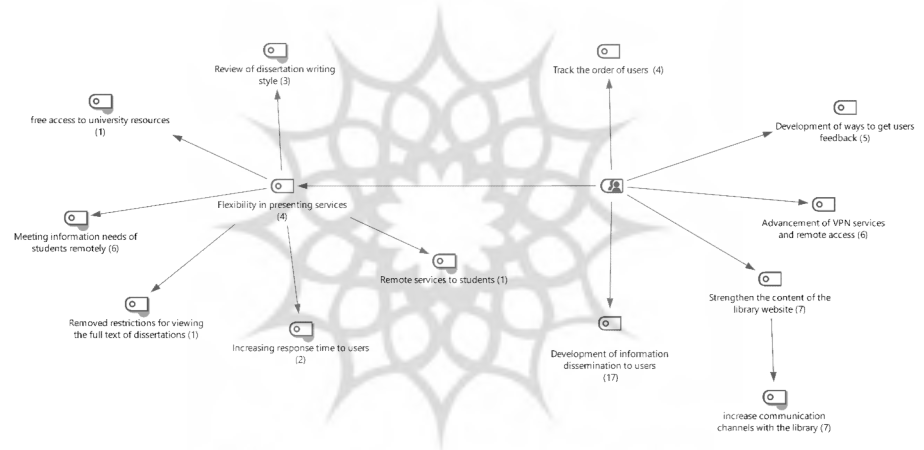 Review of dissertation writing
style (3)
Track the order of users (4)
free access to university resources
(1)
Development of ways to get users
feedback (5)
Flexibility in presenting services
(4)
Meeting information needs of
students remotely (6)
Advancement of VPN services
and remote access (6)
Remote services to students (1)
Strengthen the content of the
library website (7)
Removed restrictions for viewing
the full text of dissertations (1)
Increasing response time to users
(2)
Development of information
dissemination to users
(17)
increase communication
channels with the library (7)